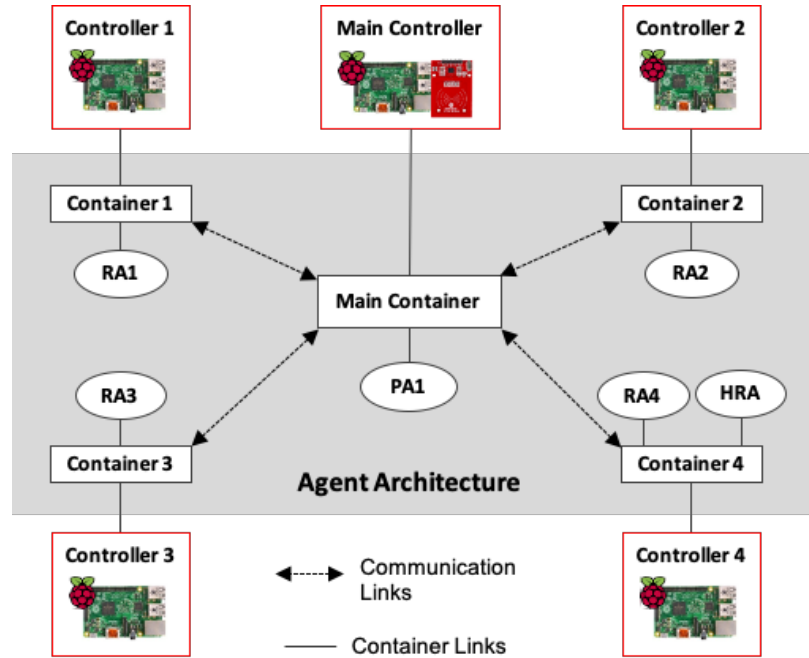 Controller 1
Main Controller
Controller 2
Container 1
Container 2
RA1
RA2
Main Container
PA1
RA3
RA4
HRA
Container 3
Container 4
Agent Architecture
Controller 3
Controller 4
Communication
Links
Container Links